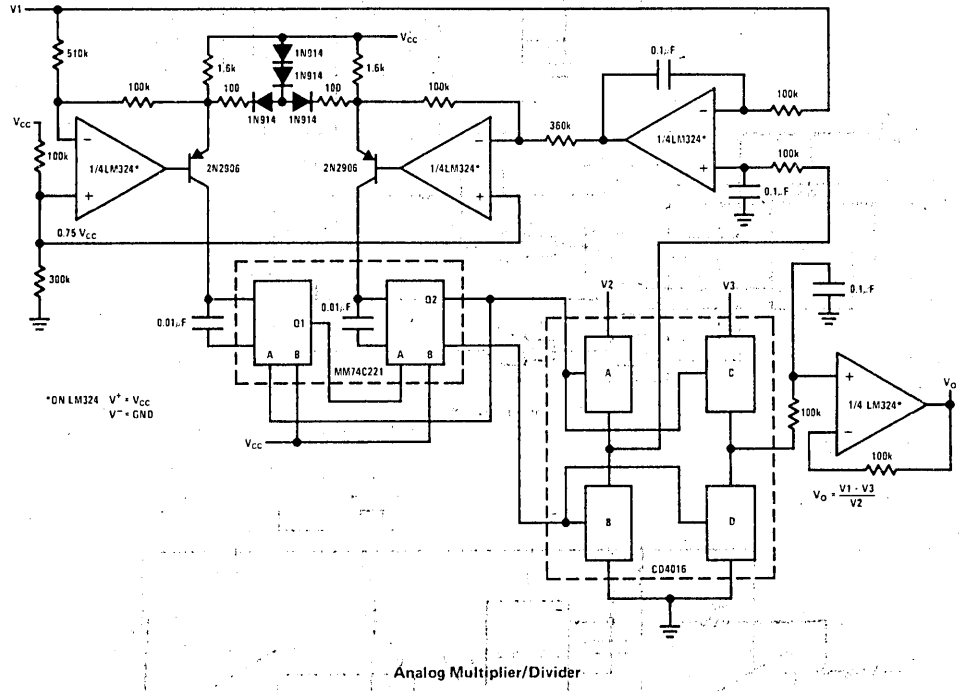 V1
510k
VCC
1N914
0.1μF
1.6k
1N914
1.6k
100k
100
100
100k
100k
1N914
1N914
360k
VCC
100k
1/4 LM324*
2N2906
2N2906
1/4 LM324*
1/4 LM324*
100k
0.1μF
0.75 VCC
300k
V2
V3
0.1μF
0.01μF
Q1
0.01μF
Q2
A
B
A
B
MM74C221
A
C
*ON LM324 V+ = VCC
V− = GND
1/4 LM324*
VO
100k
VCC
100k
B
D
VO = V1 · V3
V2
CD4016
Analog Multiplier/Divider